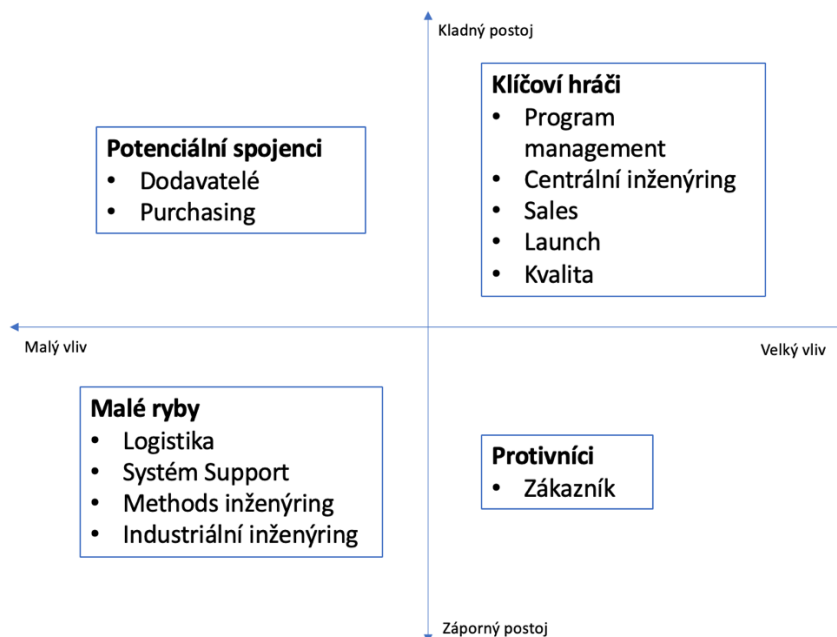 Kladný postoj
Klíčoví hráči
• Program
management
• Centrální inženýring
• Sales
• Launch
• Kvalita
Potenciální spojenci
• Dodavatelé
• Purchasing
Malý vliv
Velký vliv
Malé ryby
• Logistika
• Systém Support
• Methods inženýring
• Industriální inženýring
Protivníci
• Zákazník
Záporný postoj